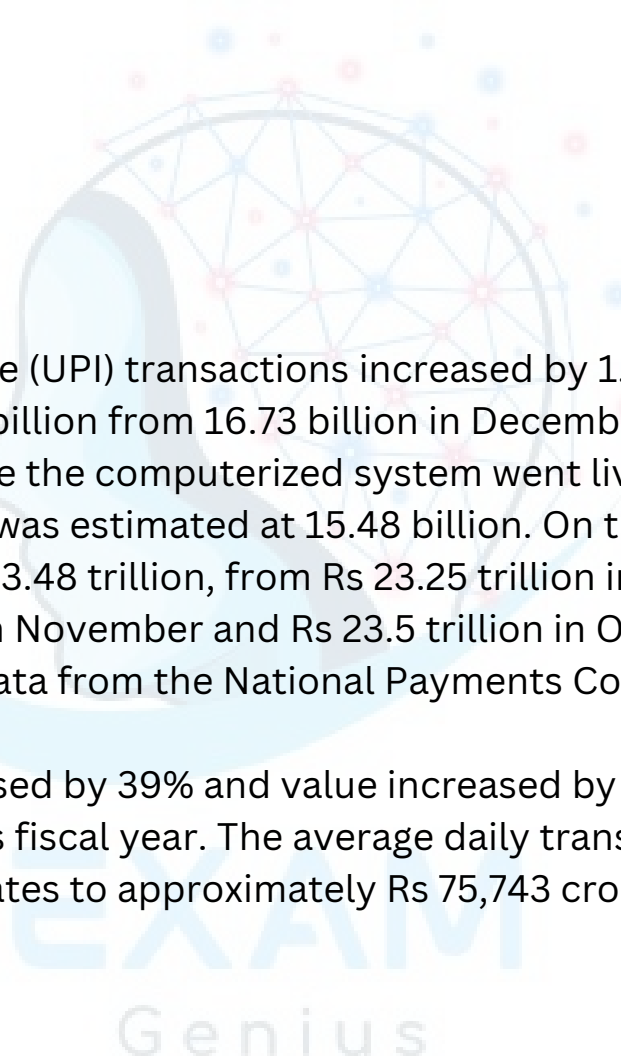 e (UPI) transactions increased by 1.
billion from 16.73 billion in Decemb
e the computerized system went liv
was estimated at 15.48 billion. On t
3.48 trillion, from Rs 23.25 trillion i
November and Rs 23.5 trillion in O
ata from the National Payments Co
sed by 39% and value increased by
s fiscal year. The average daily trans
ates to approximately Rs 75,743 cro
EXAM
Genius